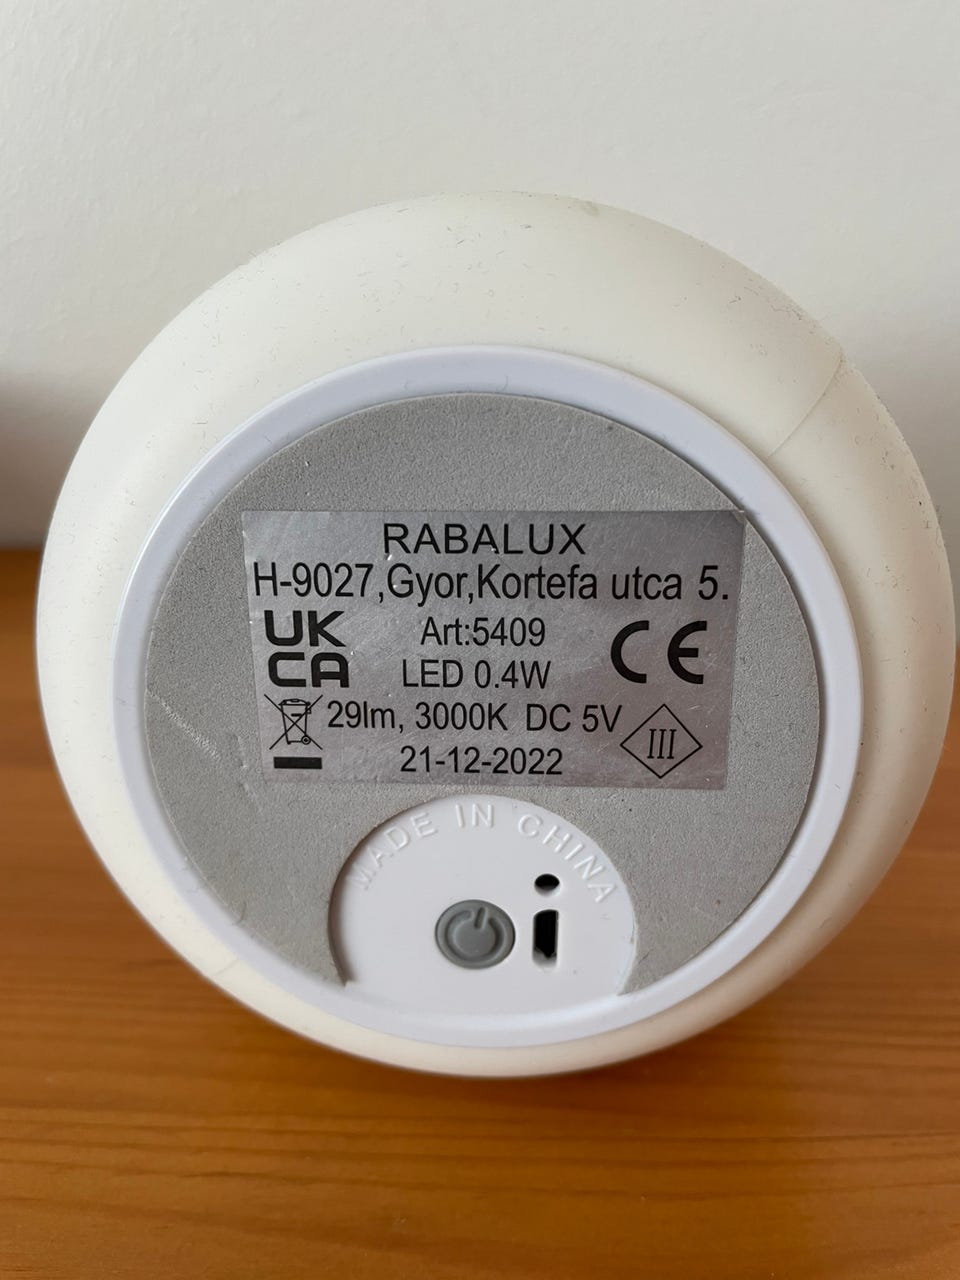 RABALUX
H-9027,Gyor,Kortefa utca 5.
UK
CA
Art:5409
CE
LED 0.4W
29lm, 3000K DC 5V
III
21-12-2022
MADE IN CHINA